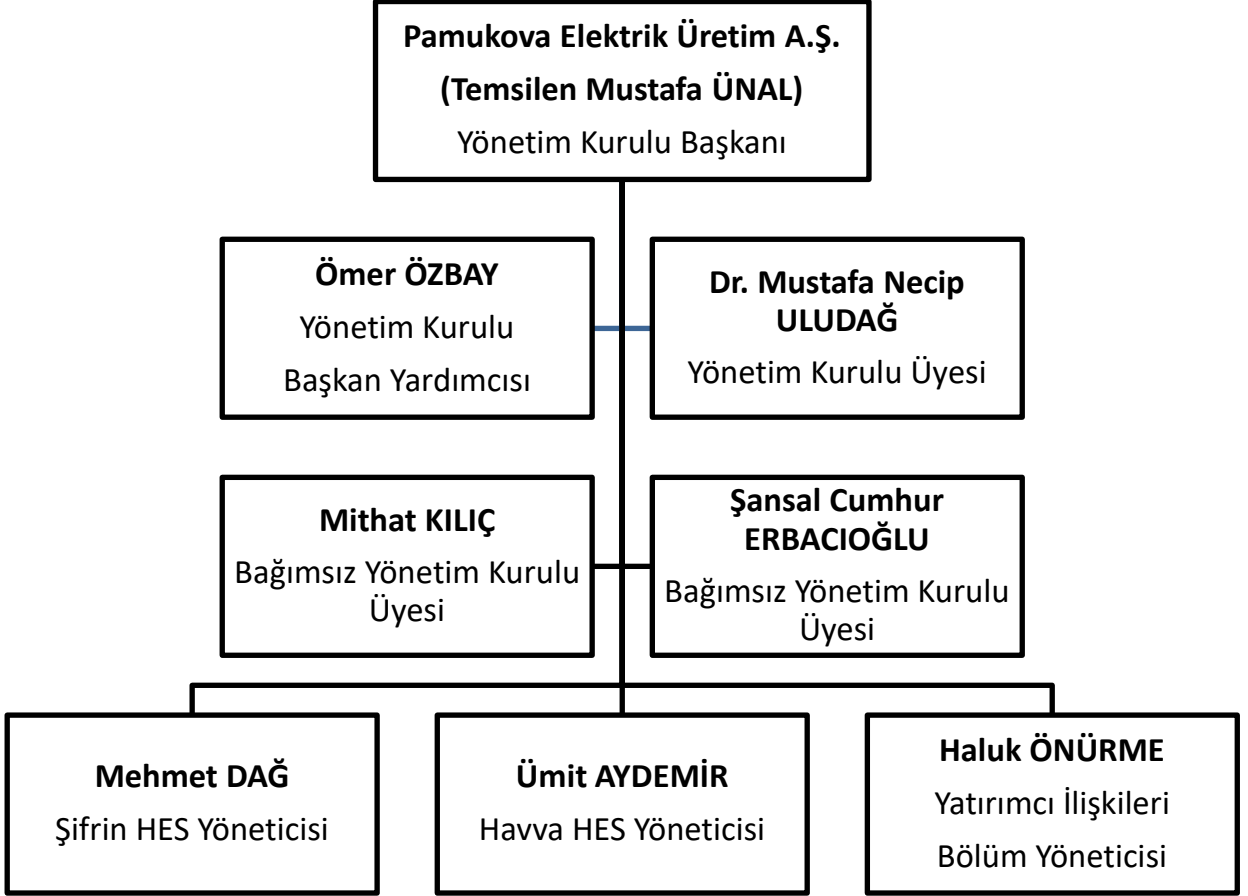 Pamukova Elektrik Üretim A.Ş.
(Temsilen Mustafa ÜNAL)
Yönetim Kurulu Başkanı
Ömer ÖZBAY
Yönetim Kurulu
Başkan Yardımcısı
Dr. Mustafa Necip
ULUDAĞ
Yönetim Kurulu Üyesi
Mithat KILIÇ
Bağımsız Yönetim Kurulu
Üyesi
Şansal Cumhur
ERBACIOĞLU
Bağımsız Yönetim Kurulu
Üyesi
Mehmet DAĞ
Şifrin HES Yöneticisi
Ümit AYDEMİR
Havva HES Yöneticisi
Haluk ÖNÜRME
Yatırımcı İlişkileri
Bölüm Yöneticisi